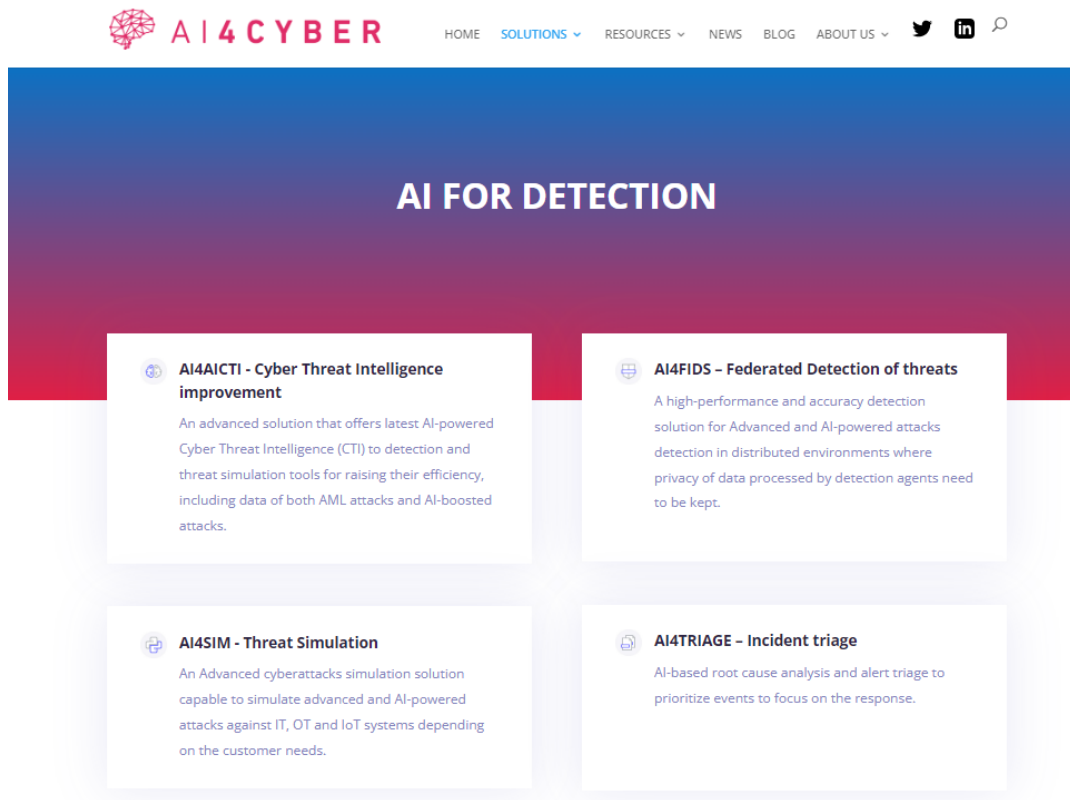 AI4CYBER
HOME SOLUTIONS RESOURCES NEWS BLOG ABOUT US
AI FOR DETECTION
AI4AICTI - Cyber Threat Intelligence
improvement
An advanced solution that offers latest AI-powered
Cyber Threat Intelligence (CTI) to detection and
threat simulation tools for raising their efficiency,
including data of both AML attacks and AI-boosted
attacks.
AI4FIDS – Federated Detection of threats
A high-performance and accuracy detection
solution for Advanced and AI-powered attacks
detection in distributed environments where
privacy of data processed by detection agents need
to be kept.
AI4SIM - Threat Simulation
An Advanced cyberattacks simulation solution
capable to simulate advanced and AI-powered
attacks against IT, OT and IoT systems depending
on the customer needs.
AI4TRIAGE – Incident triage
AI-based root cause analysis and alert triage to
prioritize events to focus on the response.